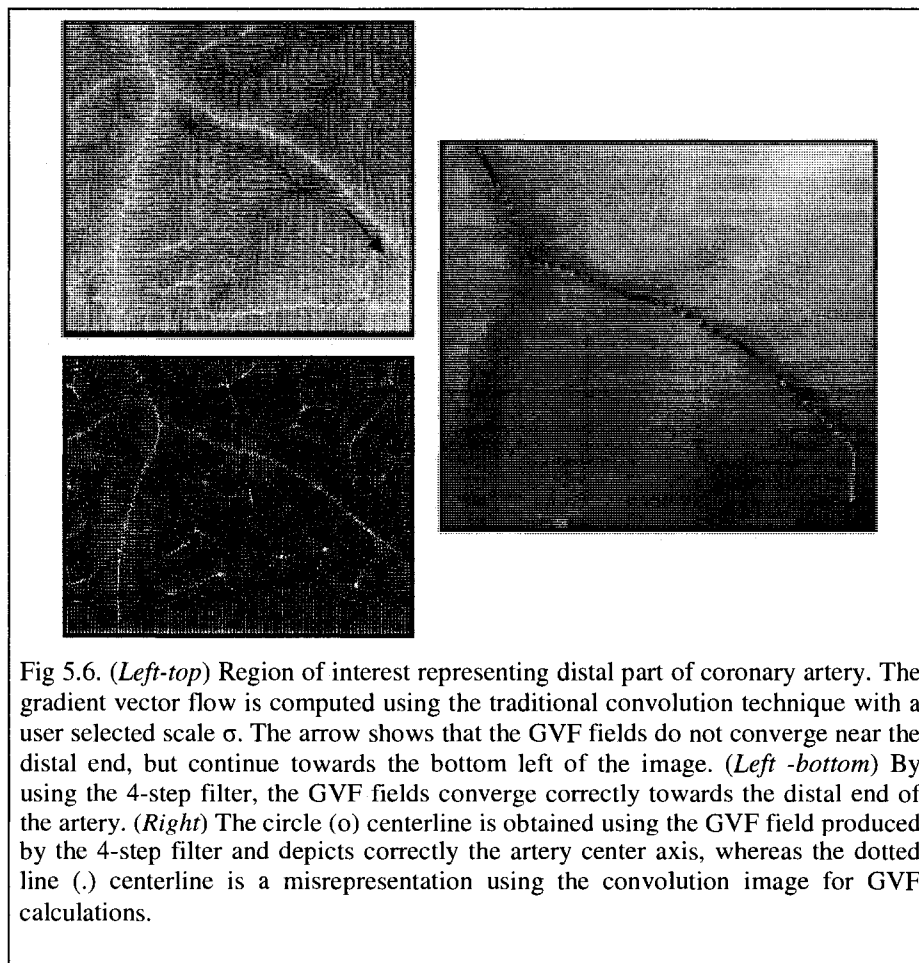 Fig 5.6. (Left-top) Region of interest representing distal part of coronary artery. The
gradient vector flow is computed using the traditional convolution technique with a
user selected scale σ. The arrow shows that the GVF fields do not converge near the
distal end, but continue towards the bottom left of the image. (Left -bottom) By
using the 4-step filter, the GVF fields converge correctly towards the distal end of
the artery. (Right) The circle (o) centerline is obtained using the GVF field produced
by the 4-step filter and depicts correctly the artery center axis, whereas the dotted
line (.) centerline is a misrepresentation using the convolution image for GVF
calculations.